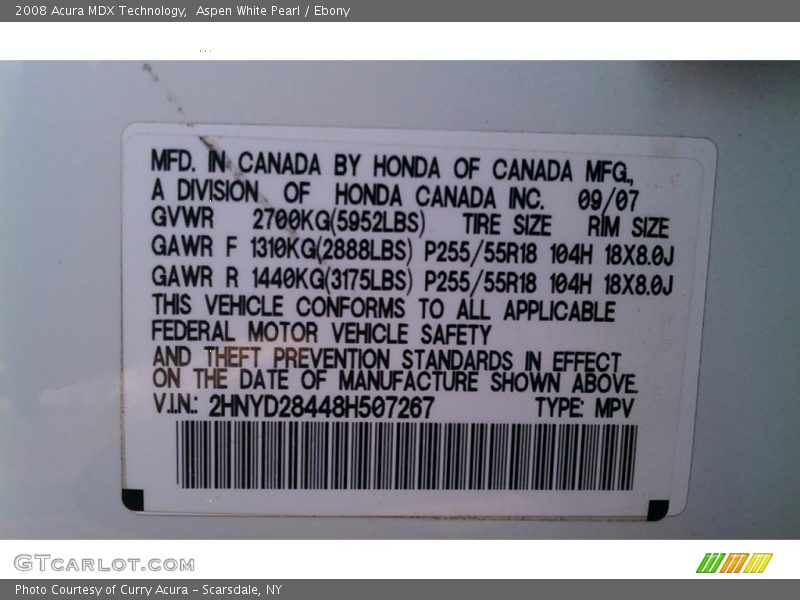 2008 Acura MDX Technology,  Aspen White Pearl / Ebony
MFD. IN CANADA BY HONDA OF CANADA MFG.,
A DIVISION OF HONDA CANADA INC. 09/07
GVWR 2700KG(5952LBS) TIRE SIZE RIM SIZE
GAWR F 1310KG(2888LBS) P255/55R18 104H 18X8.0J
GAWR R 1440KG(3175LBS) P255/55R18 104H 18X8.0J
THIS VEHICLE CONFORMS TO ALL APPLICABLE
FEDERAL MOTOR VEHICLE SAFETY
AND THEFT PREVENTION STANDARDS IN EFFECT
ON THE DATE OF MANUFACTURE SHOWN ABOVE.
V.I.N.: 2HNYD28448H507267 TYPE: MPV
GTCARLOT.COM
Photo Courtesy of Curry Acura - Scarsdale, NY